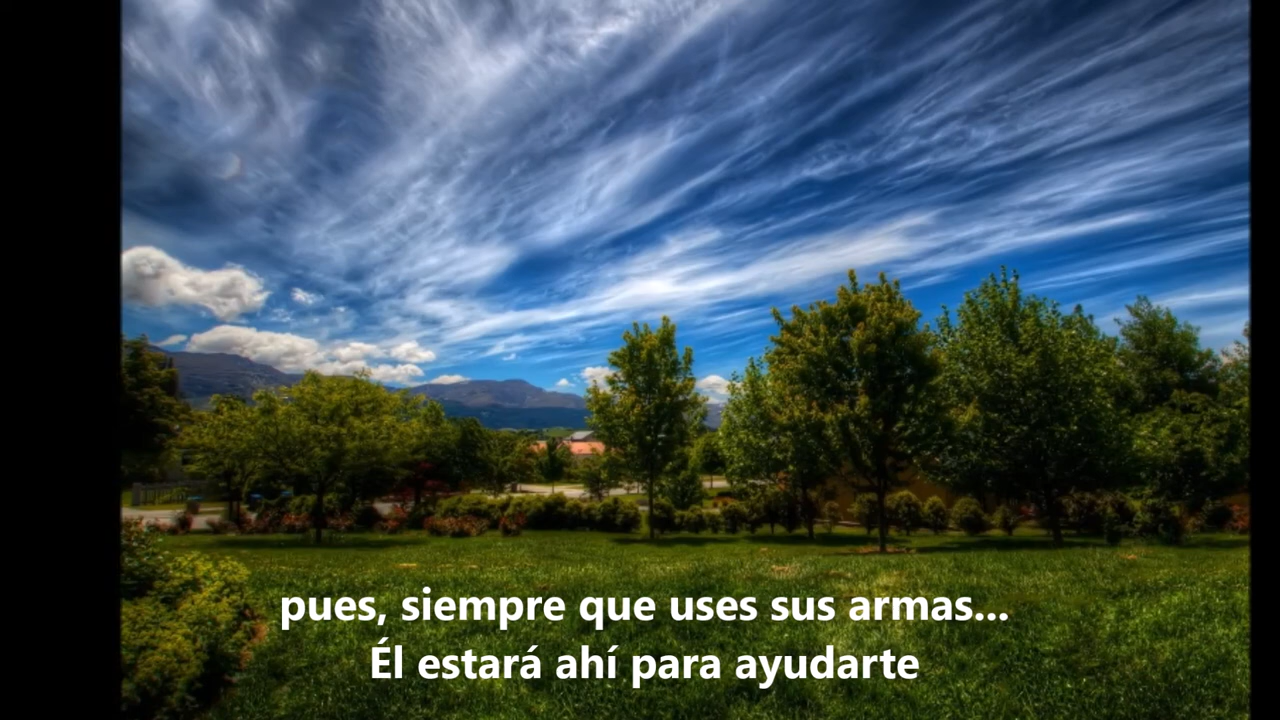 pues, siempre que uses sus armas...
Él estará ahí para ayudarte